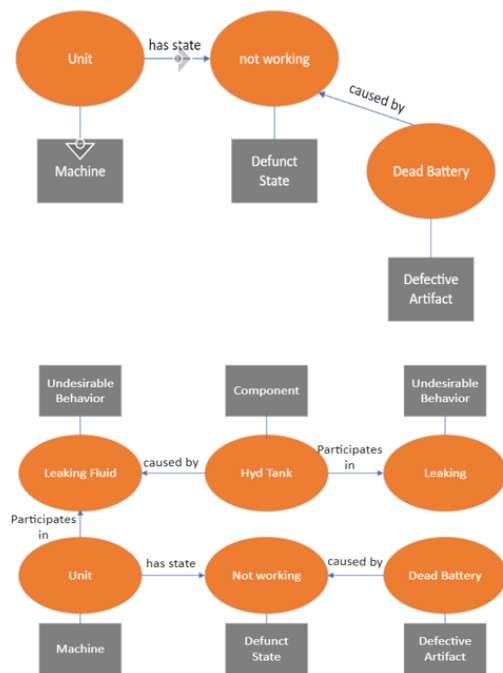 Unit
has state
not working
caused by
Machine
Defunct
State
Dead Battery
Defective
Artifact
Undesirable
Behavior
Component
Undesirable
Behavior
Leaking Fluid
caused by
Hyd Tank
Participates
in
Leaking
Participates
in
Unit
has state
Not working
caused by
Dead Battery
Machine
Defunct
State
Defective
Artifact